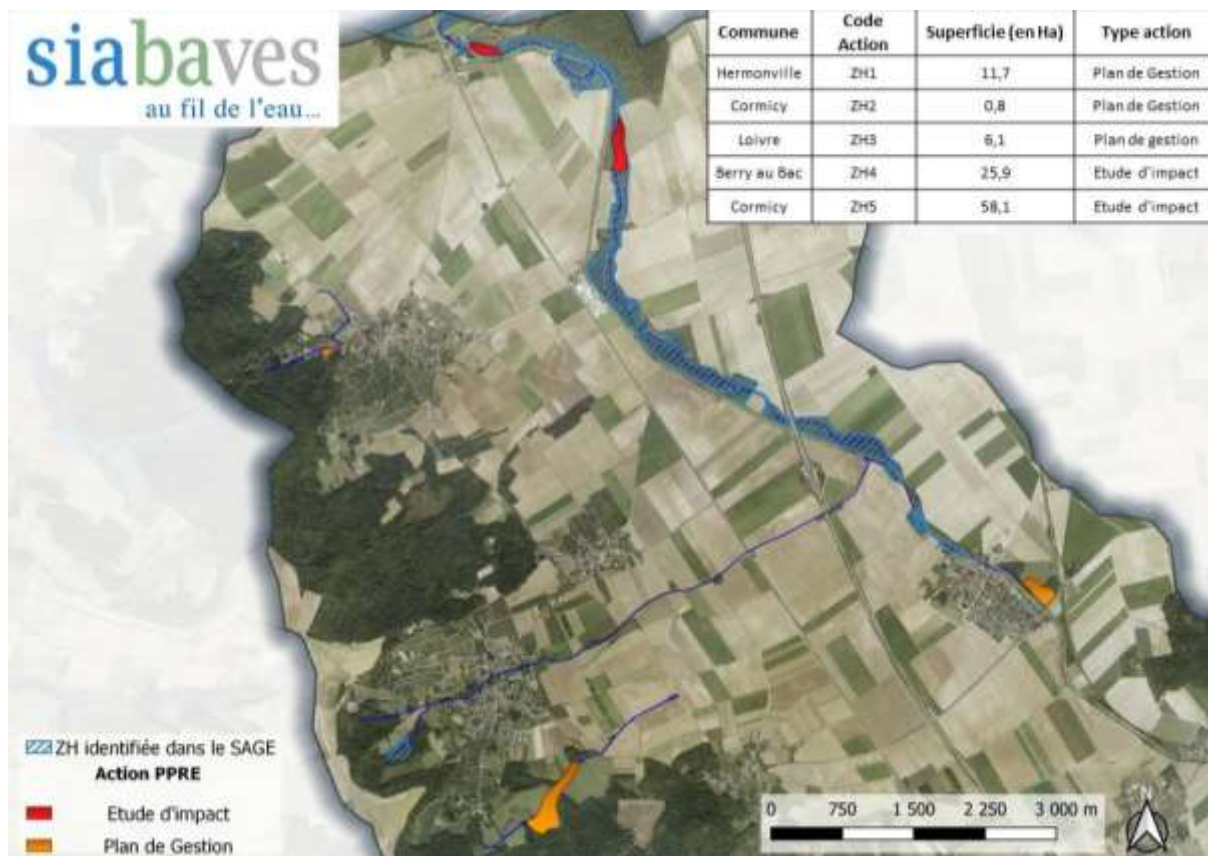 siabaves
au fil de l'eau...
Commune Code Action Superficie (en Ha) Type action
Hermonville ZH1 11,7 Plan de Gestion
Cormicy ZH2 0,8 Plan de Gestion
Loivre ZH3 6,1 Plan de gestion
Berry au Bac ZH4 25,9 Etude d'impact
Cormicy ZH5 58,1 Etude d'impact
ZH identifiée dans le SAGE
Action PPRE
Etude d'impact
Plan de Gestion
0 750 1 500 2 250 3 000 m
N